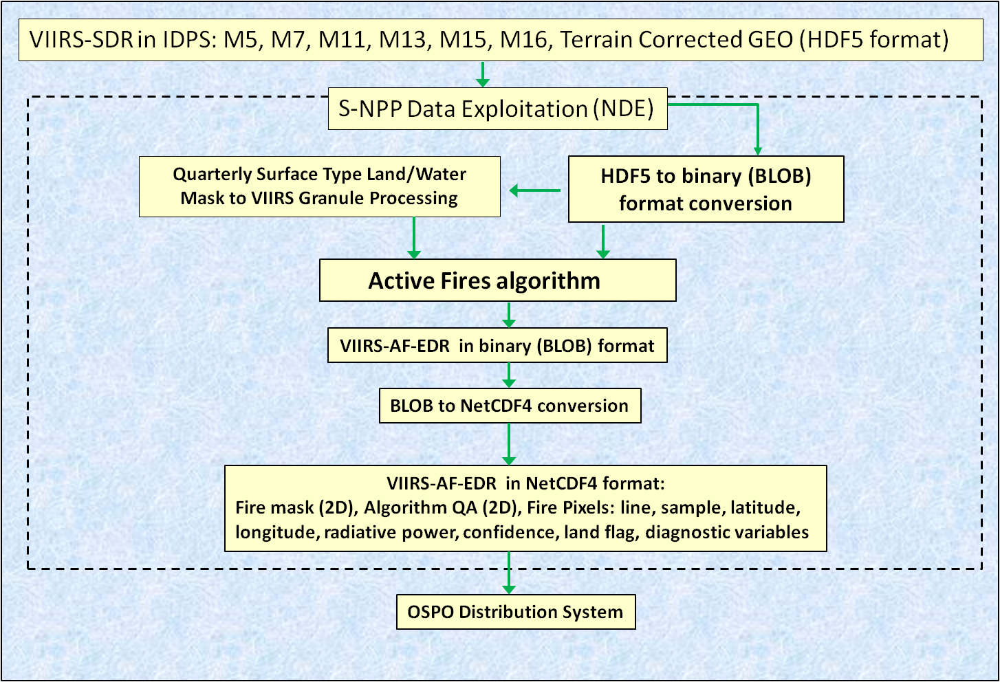 VIIRS-SDR in IDPS: M5, M7, M11, M13, M15, M16, Terrain Corrected GEO (HDF5 format)
S-NPP Data Exploitation (NDE)
Quarterly Surface Type Land/Water
Mask to VIIRS Granule Processing
HDF5 to binary (BLOB)
format conversion
Active Fires algorithm
VIIRS-AF-EDR in binary (BLOB) format
BLOB to NetCDF4 conversion
VIIRS-AF-EDR in NetCDF4 format:
Fire mask (2D), Algorithm QA (2D), Fire Pixels: line, sample, latitude,
longitude, radiative power, confidence, land flag, diagnostic variables
OSPO Distribution System